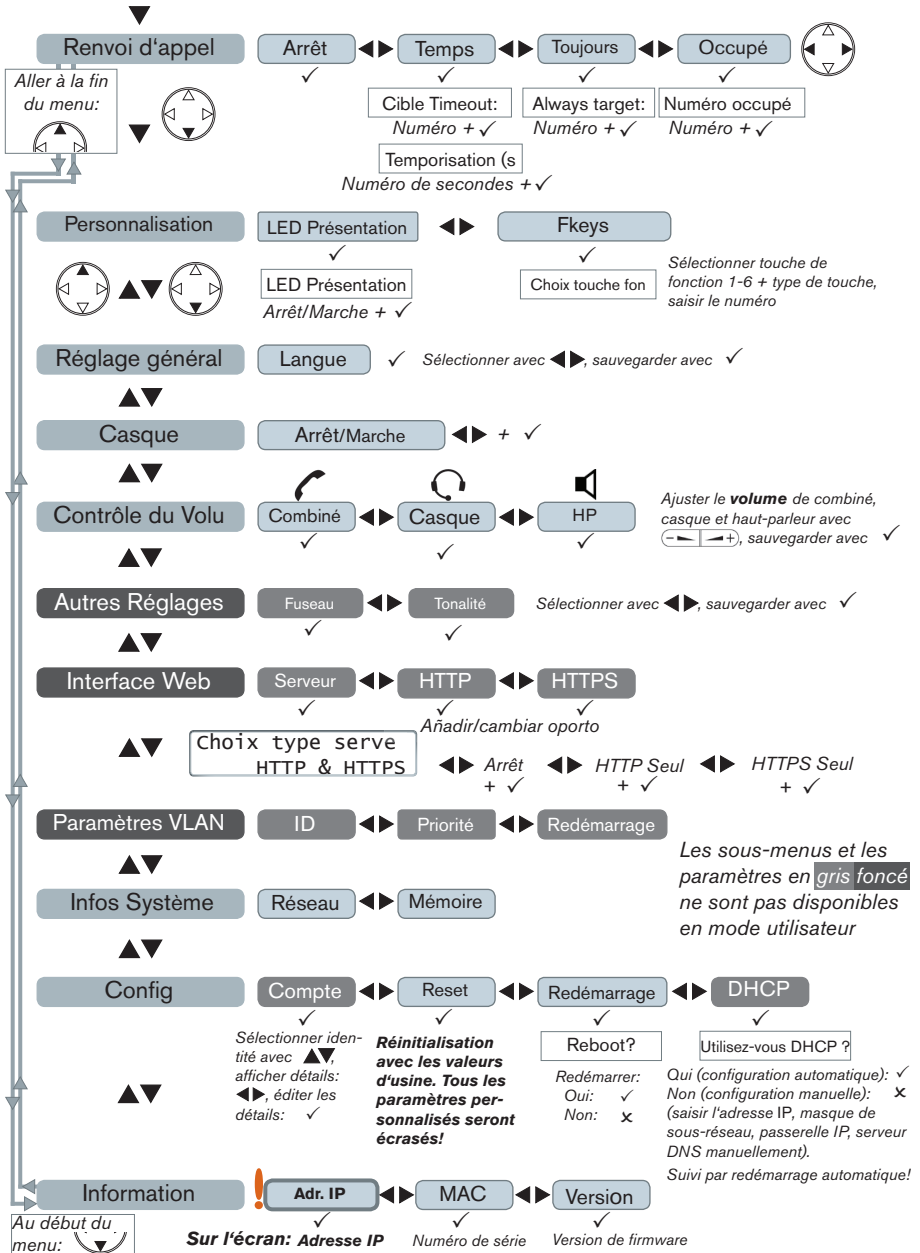 Renvoi d'appel Arrêt Temps Toujours Occupé
Aller à la fin
du menu:
Cible Timeout: Always target: Numéro occupé
Numéro + ✓ Numéro + ✓ Numéro + ✓
Temporisation (s
Numéro de secondes + ✓
Personnalisation LED Présentation Fkeys
LED Présentation
Arrêt/Marche + ✓
Choix touche fon
Sélectionner touche de
fonction 1-6 + type de touche,
saisir le numéro
Réglage général Langue ✓ Sélectionner avec ◀▶, sauvegarder avec ✓
Casque Arrêt/Marche ◀▶ + ✓
Contrôle du Volu Combiné Casque HP
Ajuster le volume de combiné,
casque et haut-parleur avec
(- +), sauvegarder avec ✓
Autres Réglages Fuseau Tonalité Sélectionner avec ◀▶, sauvegarder avec ✓
Interface Web Serveur HTTP HTTPS
Añadir/cambiar oporto
Choix type serve
HTTP & HTTPS
Arrêt HTTP Seul HTTPS Seul
+ ✓ + ✓ + ✓
Paramètres VLAN ID Priorité Redémarrage
Les sous-menus et les
paramètres en gris foncé
ne sont pas disponibles
en mode utilisateur
Infos Système Réseau Mémoire
Config Compte Reset Redémarrage DHCP
Sélectionner iden-
tité avec ▲▼,
afficher détails:
◀▶, éditer les
détails: ✓
Réinitialisation
avec les valeurs
d'usine. Tous les
paramètres per-
sonnalisés seront
écrasés!
Reboot?
Redémarrer:
Oui: ✓
Non: x
Utilisez-vous DHCP ?
Qui (configuration automatique): ✓
Non (configuration manuelle): x
(saisir l'adresse IP, masque de
sous-réseau, passerelle IP, serveur
DNS manuellement).
Suivi par redémarrage automatique!
Information ! Adr. IP MAC Version
Au début du
menu:
Sur l'écran: Adresse IP Numéro de série Version de firmware